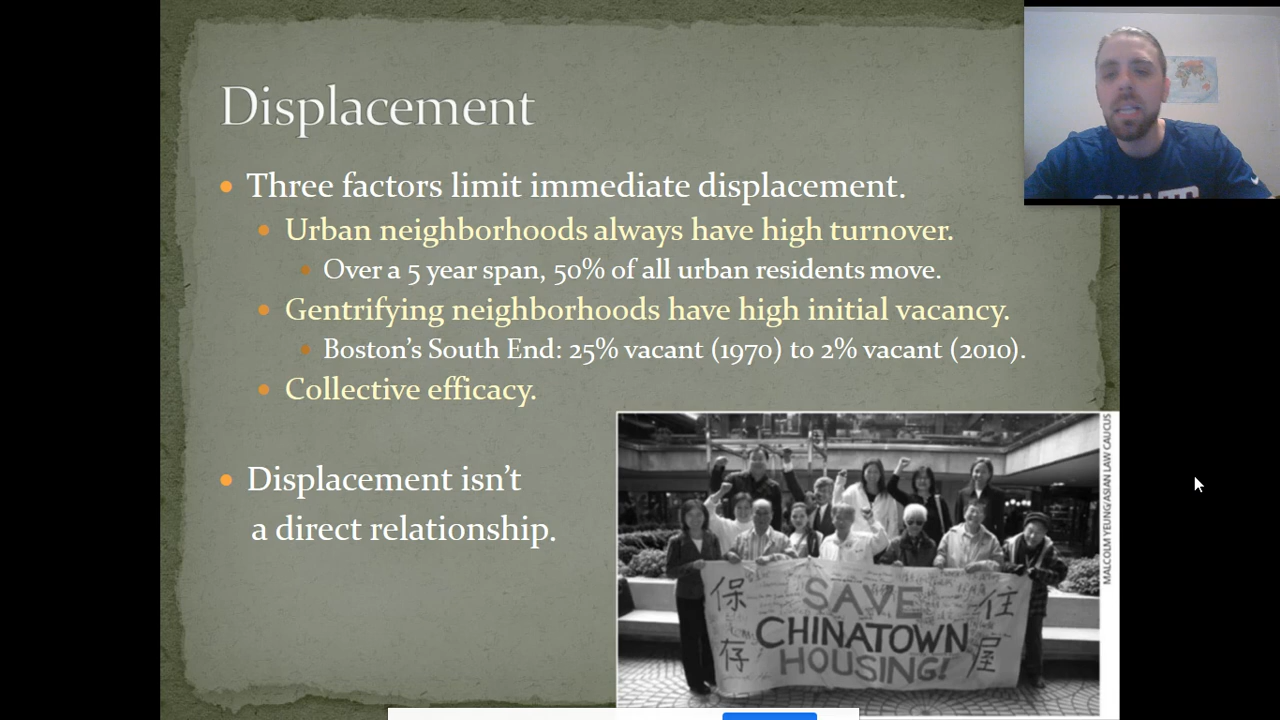 Displacement
Three factors limit immediate displacement.
Urban neighborhoods always have high turnover.
Over a 5 year span, 50% of all urban residents move.
Gentrifying neighborhoods have high initial vacancy.
Boston’s South End: 25% vacant (1970) to 2% vacant (2010).
Collective efficacy.
Displacement isn’t
a direct relationship.
MALCOLM YEUNG/ASIAN LAW CAUCUS
保存
SAVE
CHINATOWN
HOUSING!
住屋